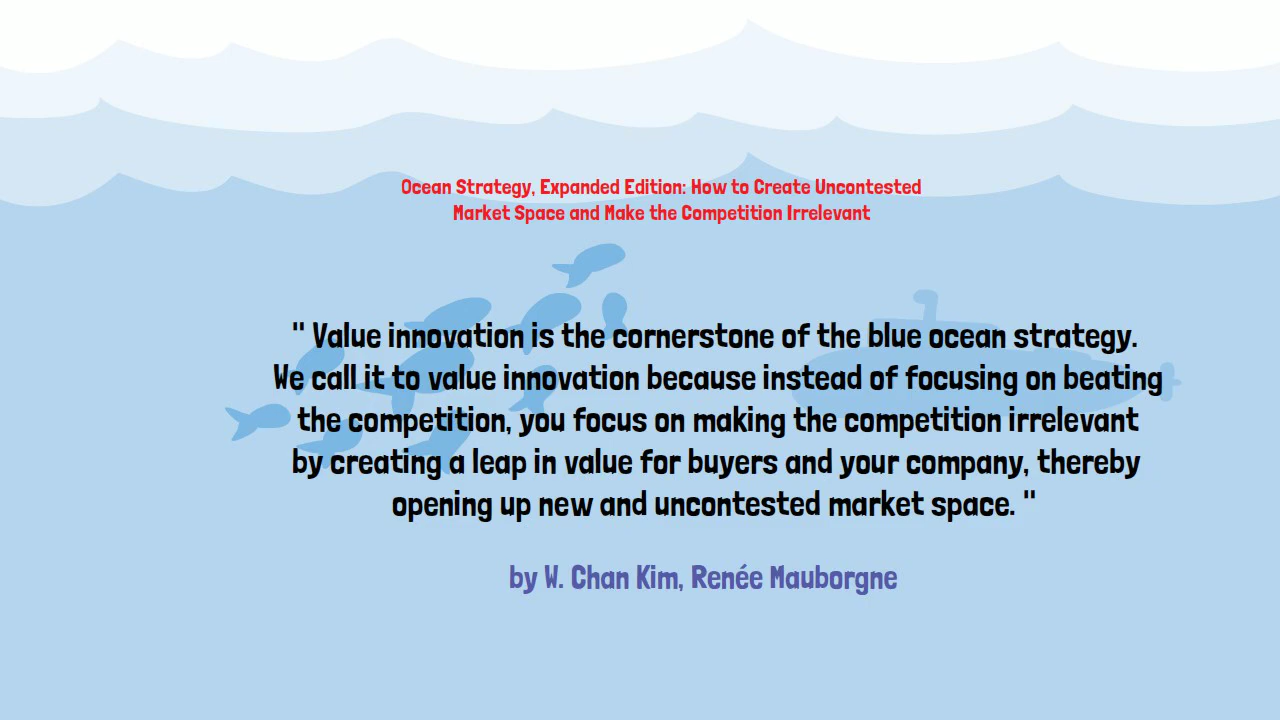 Ocean Strategy, Expanded Edition: How to Create Uncontested
Market Space and Make the Competition Irrelevant
" Value innovation is the cornerstone of the blue ocean strategy.
We call it to value innovation because instead of focusing on beating
the competition, you focus on making the competition irrelevant
by creating a leap in value for buyers and your company, thereby
opening up new and uncontested market space. "
by W. Chan Kim, Renée Mauborgne